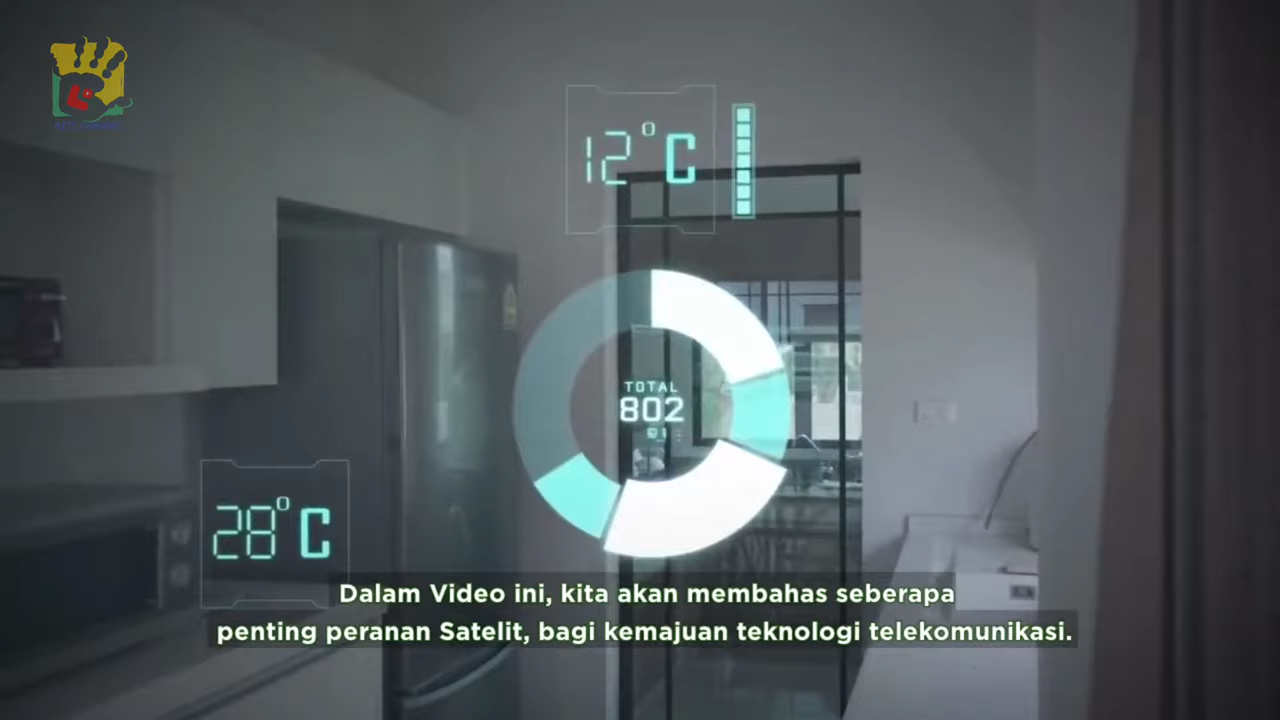 12°C
TOTAL
802
28°C
Dalam Video ini, kita akan membahas seberapa
penting peranan Satelit, bagi kemajuan teknologi telekomunikasi.